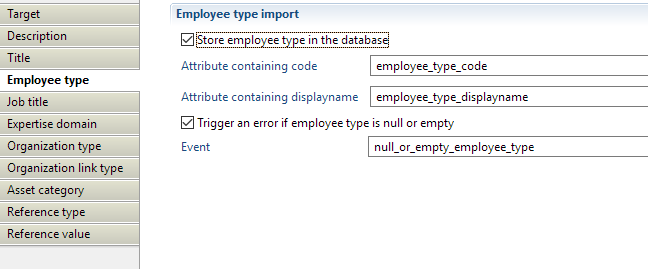 Target
Description
Title
Employee type
Job title
Expertise domain
Organization type
Organization link type
Asset category
Reference type
Reference value
Employee type import
Store employee type in the database
Attribute containing code employee_type_code
Attribute containing displayname employee_type_displayname
Trigger an error if employee type is null or empty
Event null_or_empty_employee_type